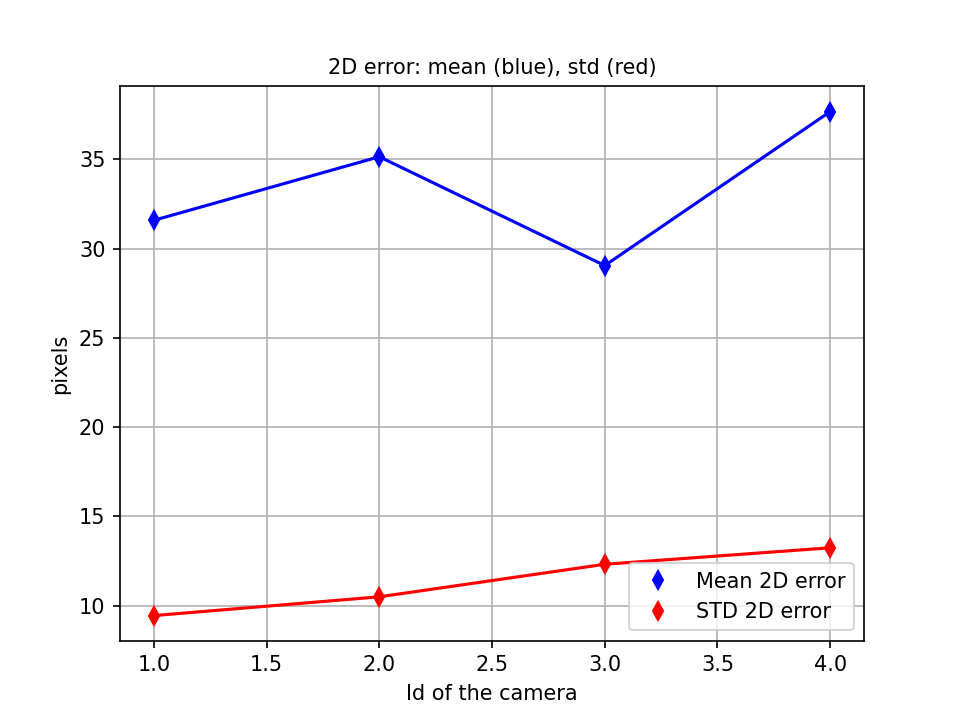 2D error: mean (blue), std (red)
pixels
35
30
25
20
15
10
Mean 2D error
STD 2D error
1.0 1.5 2.0 2.5 3.0 3.5 4.0
Id of the camera